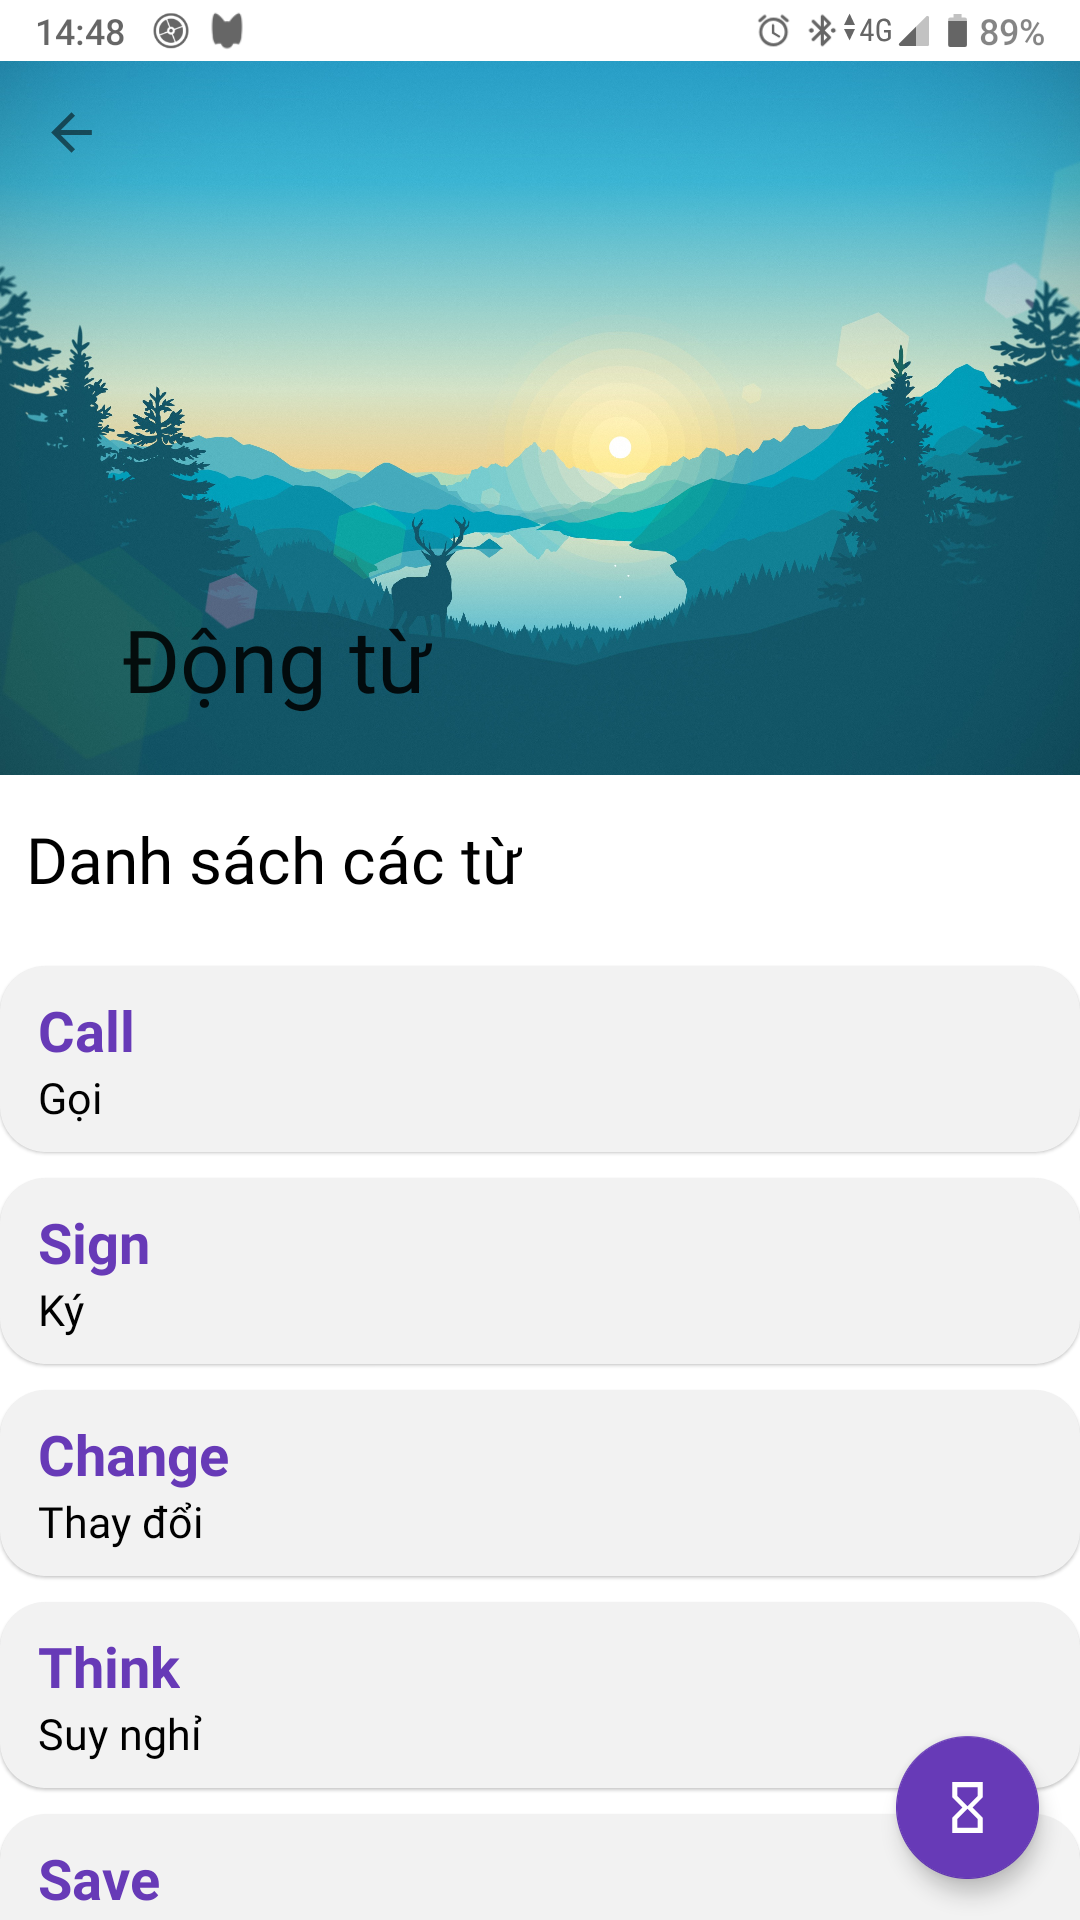 14:48 4G 89%
Động từ
Danh sách các từ
Call
Gọi
Sign
Ký
Change
Thay đổi
Think
Suy nghỉ
Save